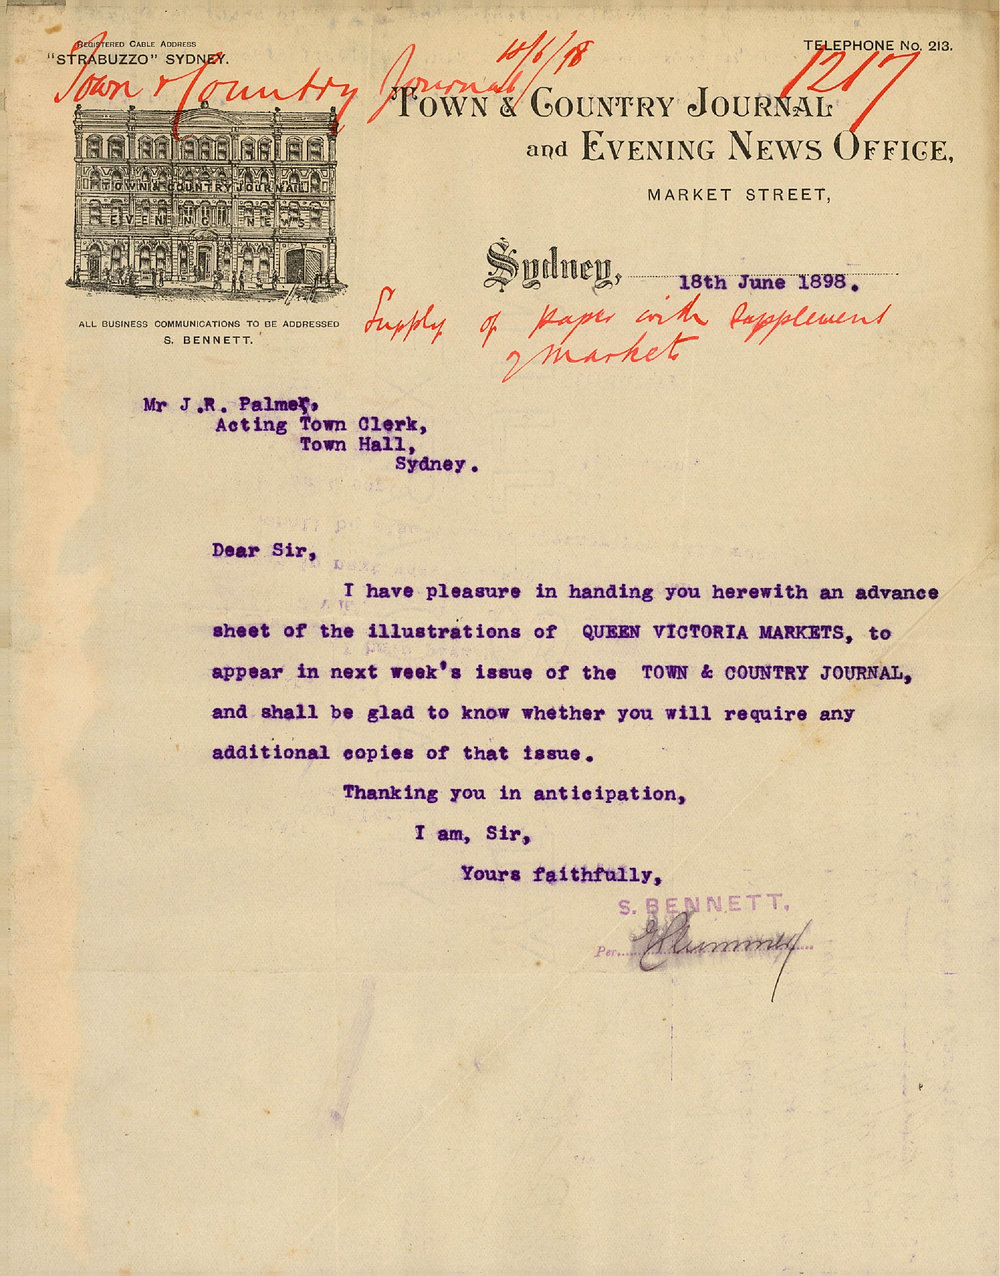 REGISTERED CABLE ADDRESS
"STRABUZZO" SYDNEY.
TELEPHONE No. 213.
Town & Country Journal
18/6/98
1217
TOWN & COUNTRY JOURNAL
and EVENING NEWS OFFICE,
MARKET STREET,
TOWN & COUNTRY JOURNAL
EVENING NEWS
Sydney, 18th June 1898.
ALL BUSINESS COMMUNICATIONS TO BE ADDRESSED
S. BENNETT.
Supply of paper with Supplement
of Markets
Mr J.R. Palmer,
Acting Town Clerk,
Town Hall,
Sydney.
Dear Sir,
I have pleasure in handing you herewith an advance
sheet of the illustrations of QUEEN VICTORIA MARKETS, to
appear in next week's issue of the TOWN & COUNTRY JOURNAL,
and shall be glad to know whether you will require any
additional copies of that issue.
Thanking you in anticipation,
I am, Sir,
Yours faithfully,
S. BENNETT.
Per